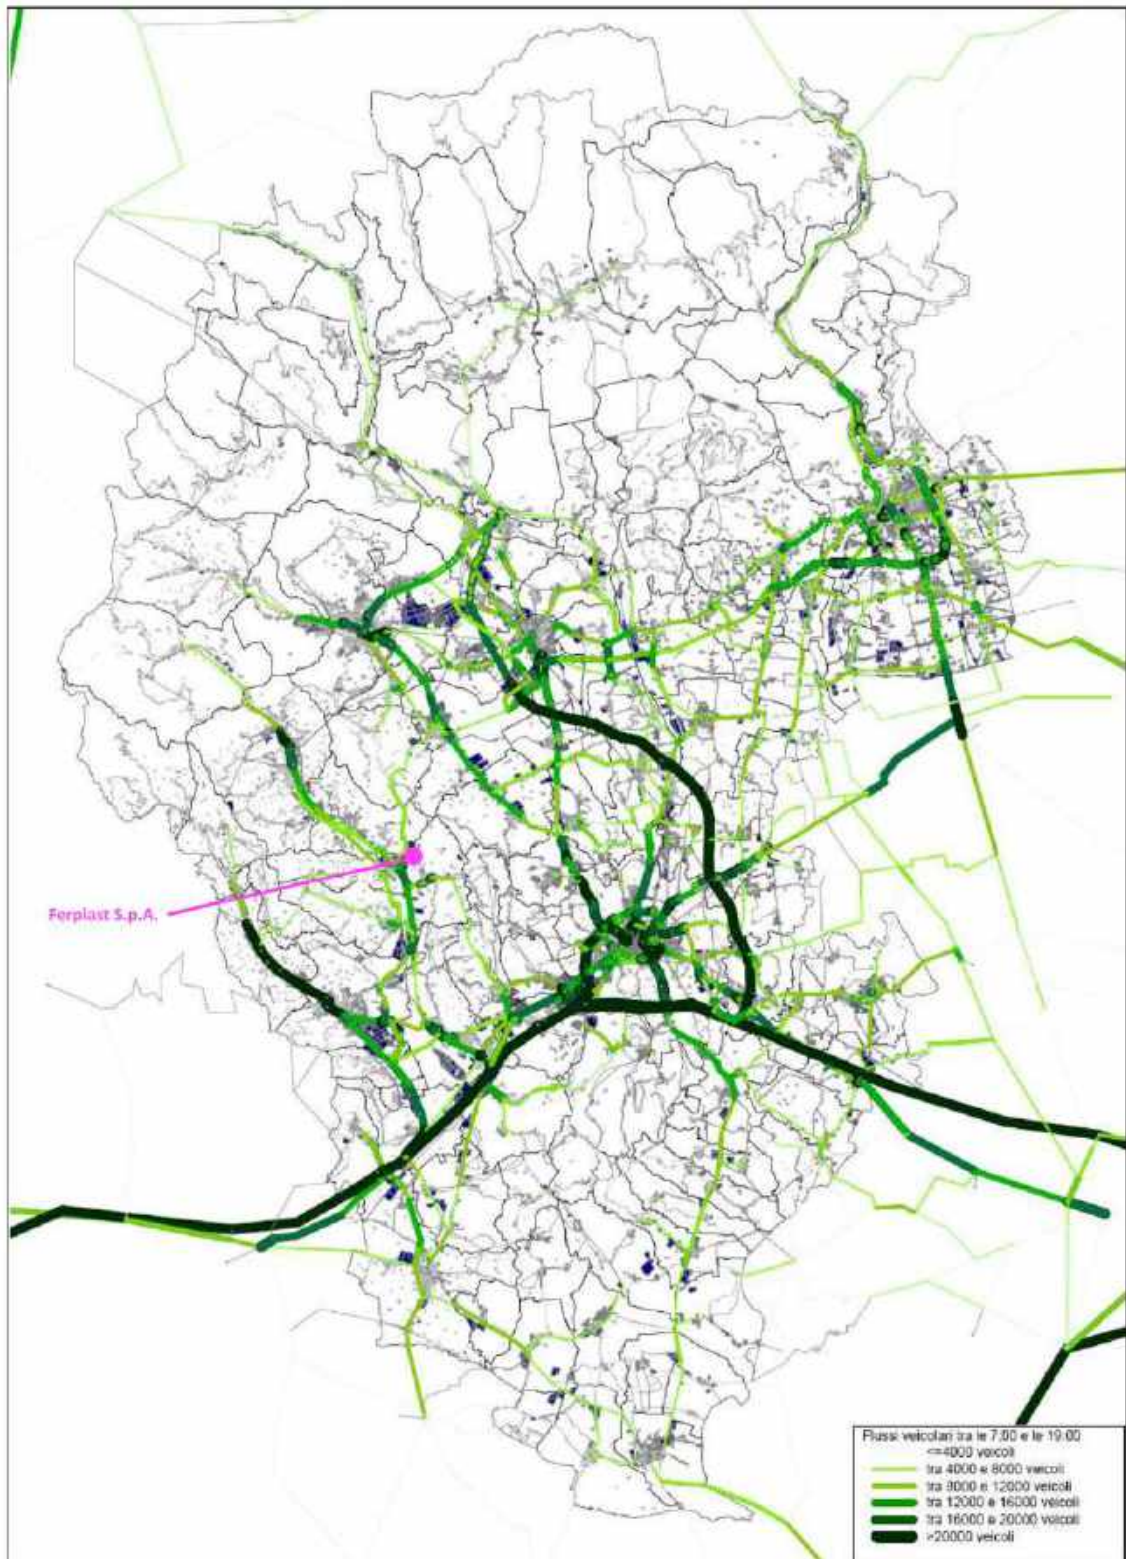 Ferplast S.p.A.
Flussi veicolari tra le 7:00 e le 19:00
<=4000 veicoli
tra 4000 e 8000 veicoli
tra 8000 e 12000 veicoli
tra 12000 e 16000 veicoli
tra 16000 e 20000 veicoli
>20000 veicoli